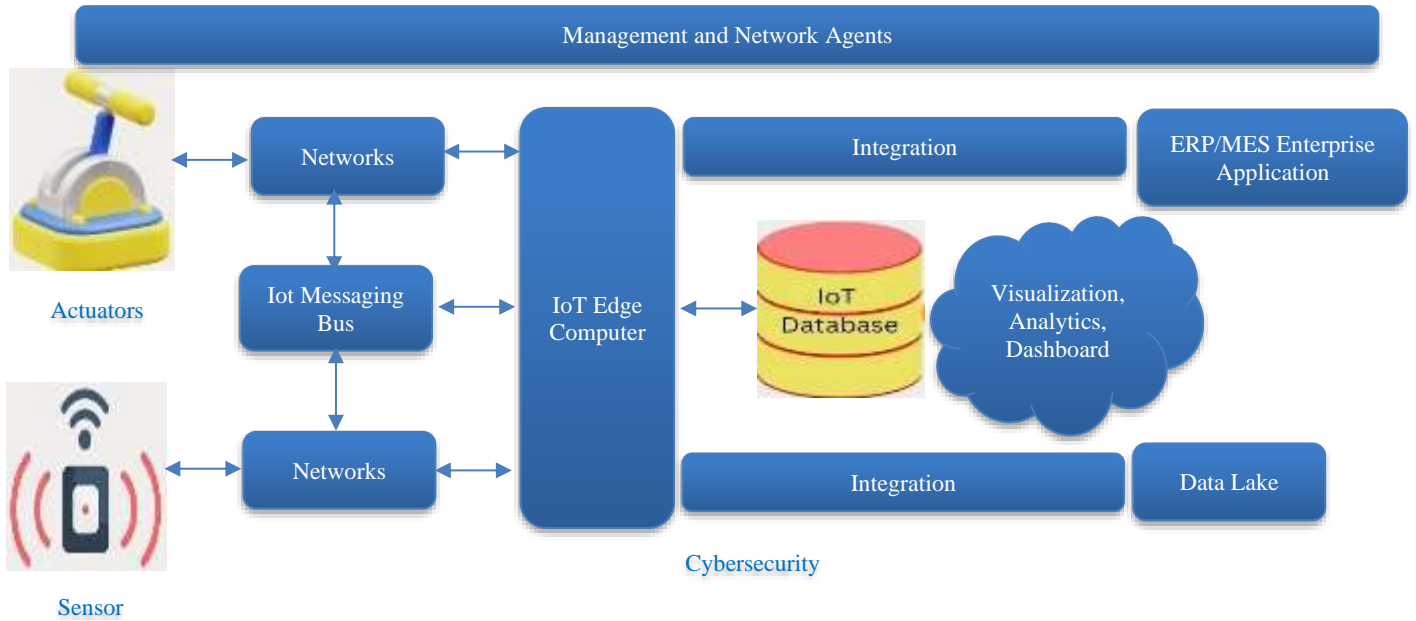 Management and Network Agents
Networks
Integration
ERP/MES Enterprise
Application
Actuators
Iot Messaging
Bus
IoT Edge
Computer
IoT
Database
Visualization,
Analytics,
Dashboard
Networks
Integration
Data Lake
Cybersecurity
Sensor